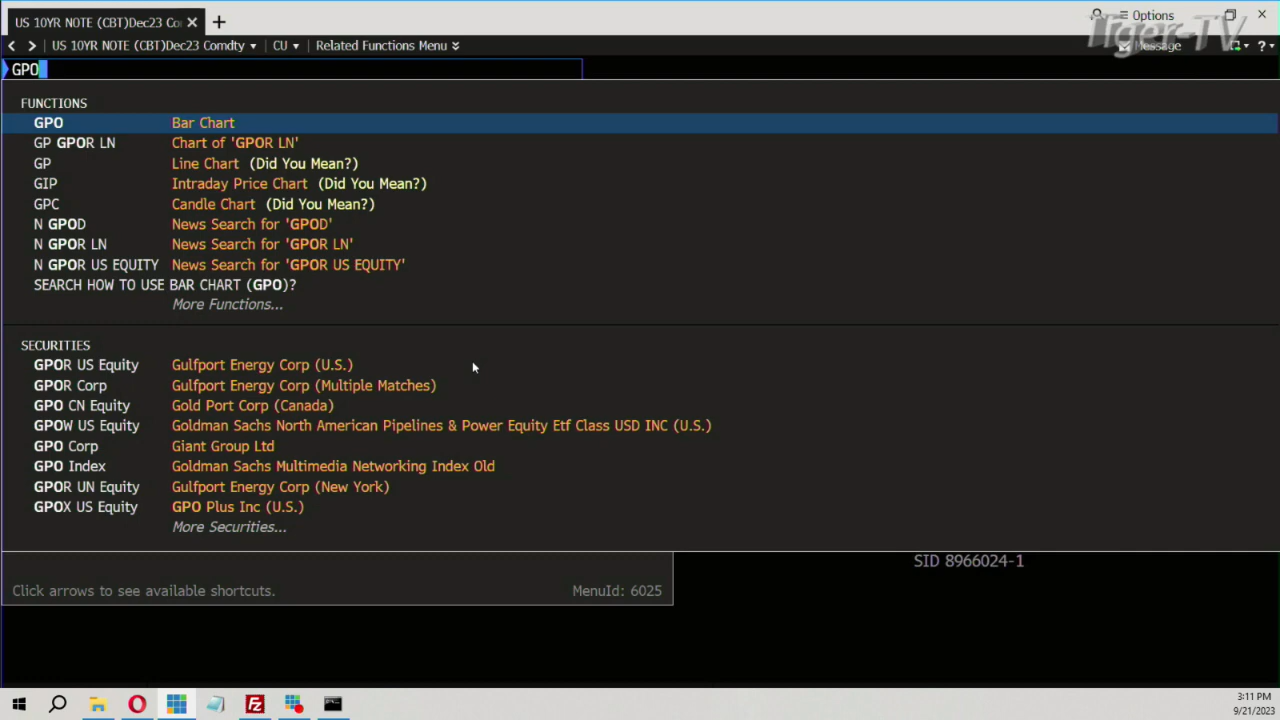 US 10YR NOTE (CBT)Dec23 Co
Options
Tiger-TV
US 10YR NOTE (CBT)Dec23 Comdty
CU
Related Functions Menu
Message
?
GPO
FUNCTIONS
GPO Bar Chart
GP GPOR LN Chart of 'GPOR LN'
GP Line Chart (Did You Mean?)
GIP Intraday Price Chart (Did You Mean?)
GPC Candle Chart (Did You Mean?)
N GPOD News Search for 'GPOD'
N GPOR LN News Search for 'GPOR LN'
N GPOR US EQUITY News Search for 'GPOR US EQUITY'
SEARCH HOW TO USE BAR CHART (GPO)?
More Functions...
SECURITIES
GPOR US Equity Gulfport Energy Corp (U.S.)
GPOR Corp Gulfport Energy Corp (Multiple Matches)
GPO CN Equity Gold Port Corp (Canada)
GPOW US Equity Goldman Sachs North American Pipelines & Power Equity Etf Class USD INC (U.S.)
GPO Corp Giant Group Ltd
GPO Index Goldman Sachs Multimedia Networking Index Old
GPOR UN Equity Gulfport Energy Corp (New York)
GPOX US Equity GPO Plus Inc (U.S.)
More Securities...
SID 8966024-1
Click arrows to see available shortcuts. MenuId: 6025
Fz
3:11 PM
9/21/2023